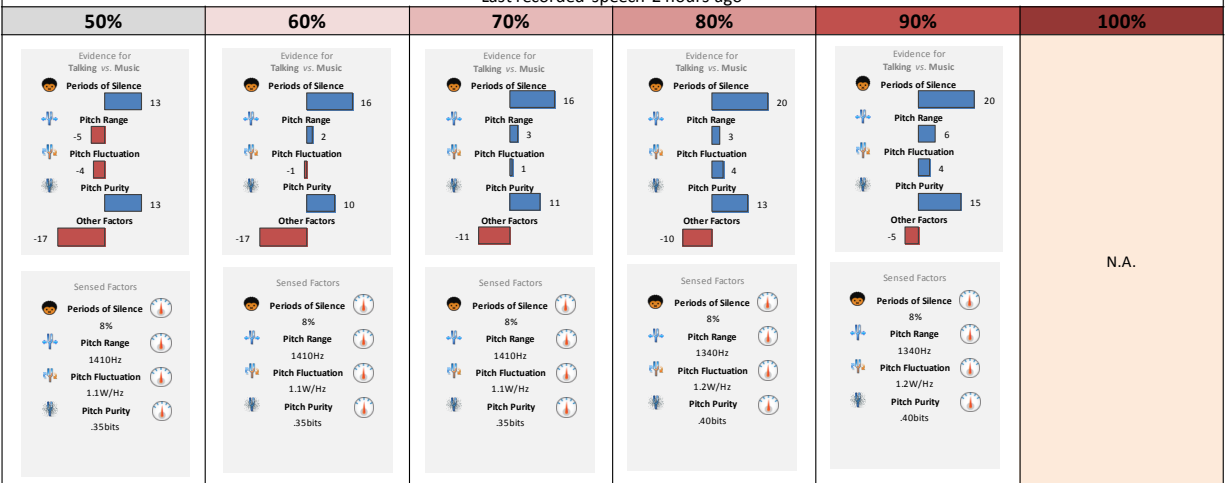 Last recorded speech 2 hours ago
50%
60%
70%
80%
90%
100%
Evidence for
Talking vs. Music
Periods of Silence
13
Pitch Range
-5
Pitch Fluctuation
-4
Pitch Purity
13
Other Factors
-17
Evidence for
Talking vs. Music
Periods of Silence
16
Pitch Range
2
Pitch Fluctuation
-1
Pitch Purity
10
Other Factors
-17
Evidence for
Talking vs. Music
Periods of Silence
16
Pitch Range
3
Pitch Fluctuation
1
Pitch Purity
11
Other Factors
-11
Evidence for
Talking vs. Music
Periods of Silence
20
Pitch Range
3
Pitch Fluctuation
4
Pitch Purity
13
Other Factors
-10
Evidence for
Talking vs. Music
Periods of Silence
20
Pitch Range
6
Pitch Fluctuation
4
Pitch Purity
15
Other Factors
-5
N.A.
Sensed Factors
Periods of Silence
8%
Pitch Range
1410Hz
Pitch Fluctuation
1.1W/Hz
Pitch Purity
.35bits
Sensed Factors
Periods of Silence
8%
Pitch Range
1410Hz
Pitch Fluctuation
1.1W/Hz
Pitch Purity
.35bits
Sensed Factors
Periods of Silence
8%
Pitch Range
1410Hz
Pitch Fluctuation
1.1W/Hz
Pitch Purity
.35bits
Sensed Factors
Periods of Silence
8%
Pitch Range
1340Hz
Pitch Fluctuation
1.2W/Hz
Pitch Purity
.40bits
Sensed Factors
Periods of Silence
8%
Pitch Range
1340Hz
Pitch Fluctuation
1.2W/Hz
Pitch Purity
.40bits